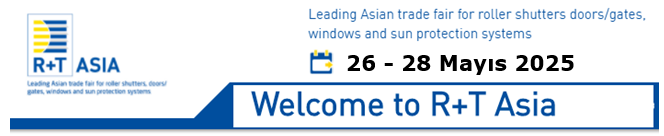 Leading Asian trade fair for roller shutters doors/gates,
windows and sun protection systems
R+T ASIA
Leading Asian trade fair for roller shutters, doors/
gates, windows and sun protection systems
26 - 28 Mayıs 2025
Welcome to R+T Asia